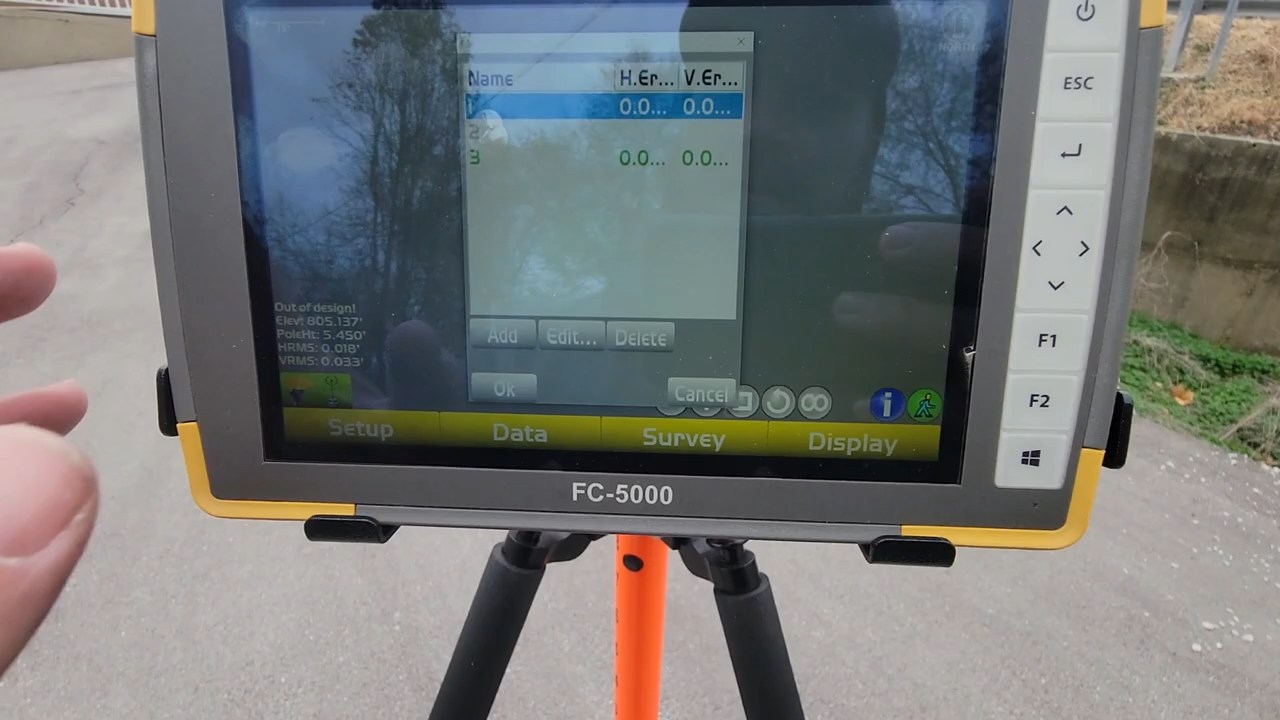 NORTH
Name H.Er... V.Er...
1 0.0... 0.0...
2
3 0.0... 0.0...
Out of design!
Elev: 805.137'
PoleHt: 5.450'
HRMS: 0.018'
VRMS: 0.033'
Add Edit... Delete
Ok Cancel
Setup Data Survey Display
FC-5000
ESC
F1
F2